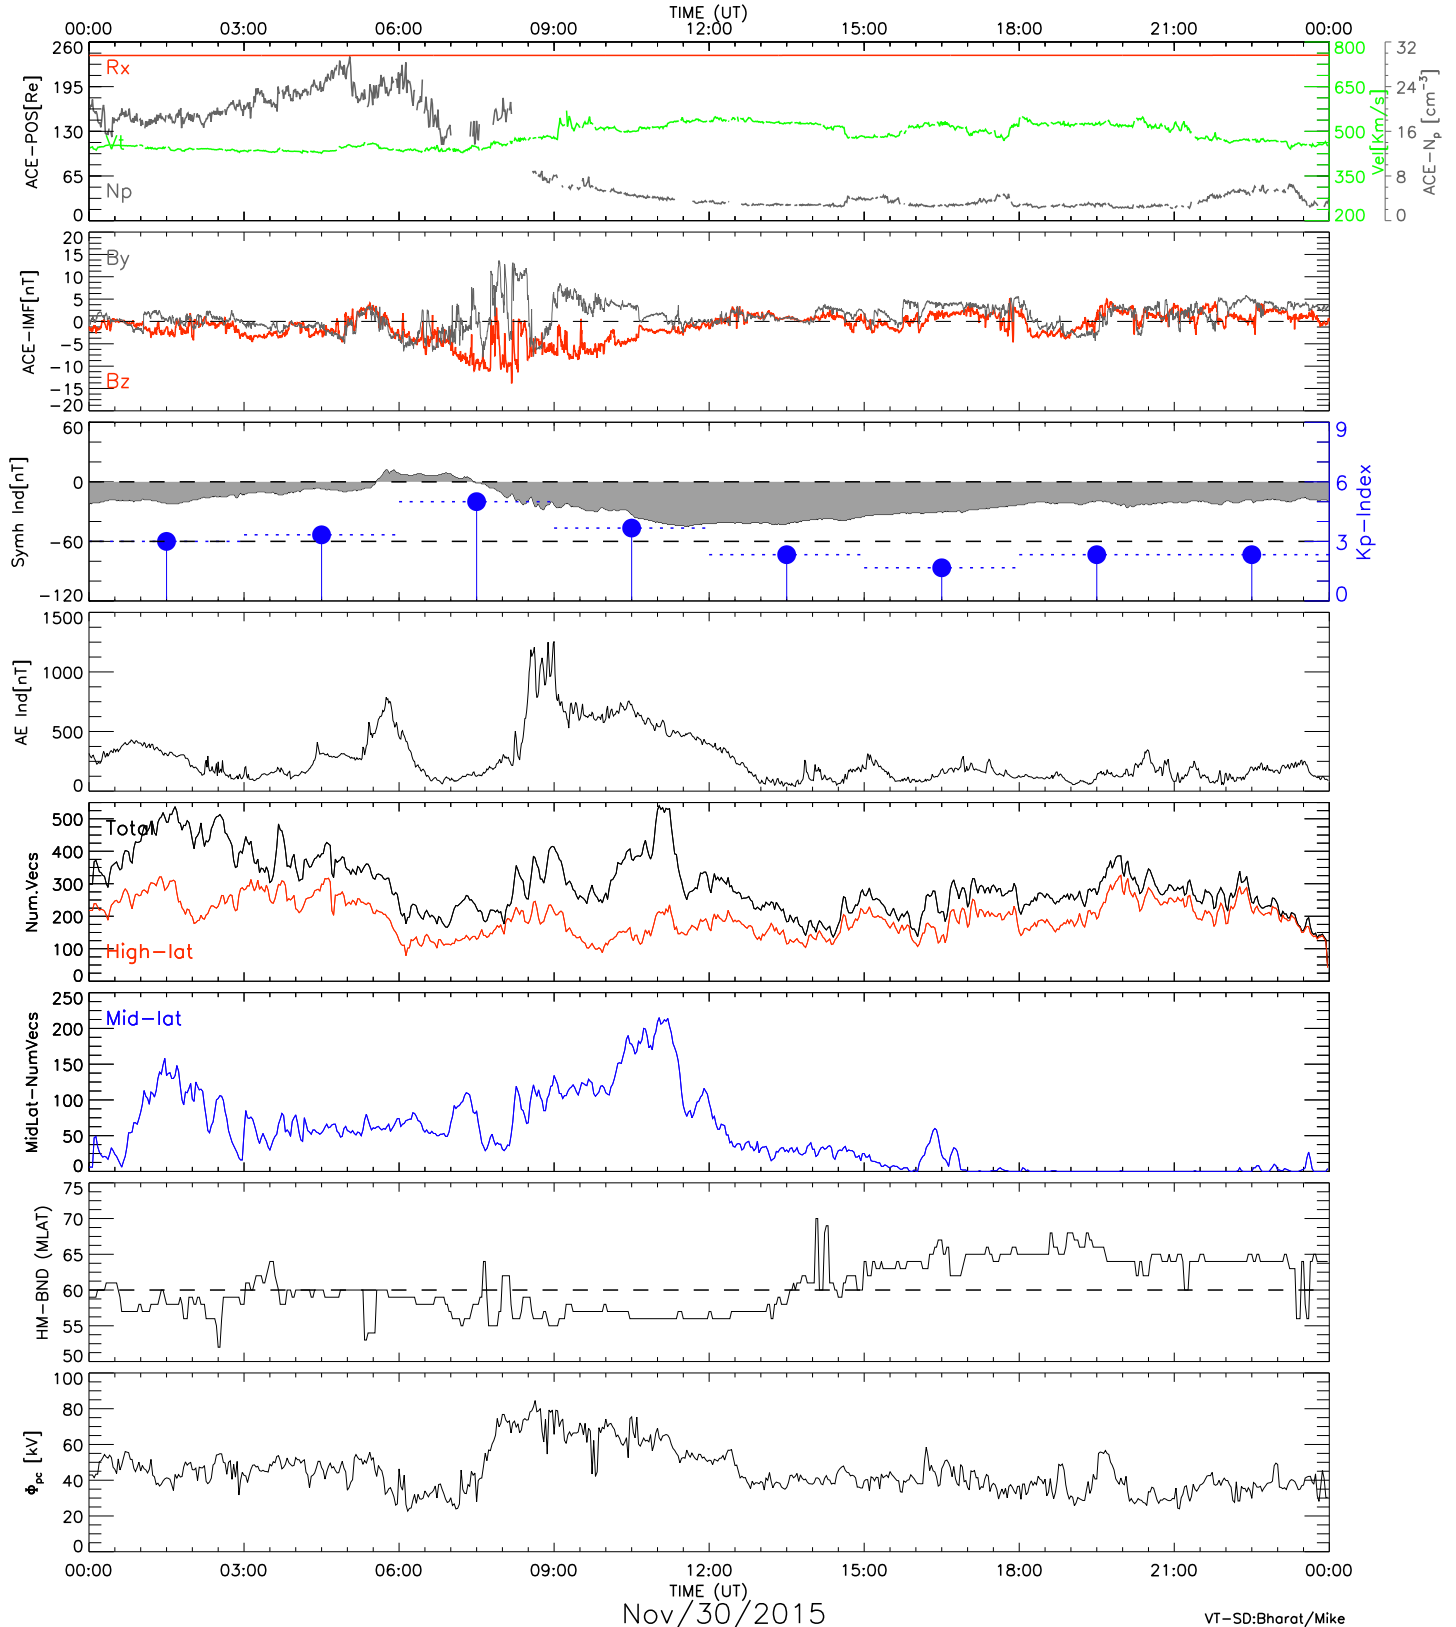 TIME (UT)
00:00 03:00 06:00 09:00 12:00 15:00 18:00 21:00 00:00
260 195 130 65 0
ACE-POS[Re]
Rx
Vt
Np
800 650 500 350 200
Vel[Km/s]
32 24 16 8 0
ACE-Np [cm-3]
20 15 10 5 0 -5 -10 -15 -20
ACE-IMF[nT]
By
Bz
60 0 -60 -120
Symh Ind[nT]
9 6 3 0
Kp-Index
1500 1000 500 0
AE Ind[nT]
500 400 300 200 100 0
Num.Vecs
Total
High-lat
250 200 150 100 50 0
MidLat-NumVecs
Mid-lat
75 70 65 60 55 50
HM-BND (MLAT)
100 80 60 40 20 0
Φpc [kV]
00:00 03:00 06:00 09:00 12:00 15:00 18:00 21:00 00:00
TIME (UT)
Nov/30/2015
VT-SD:Bharat/Mike